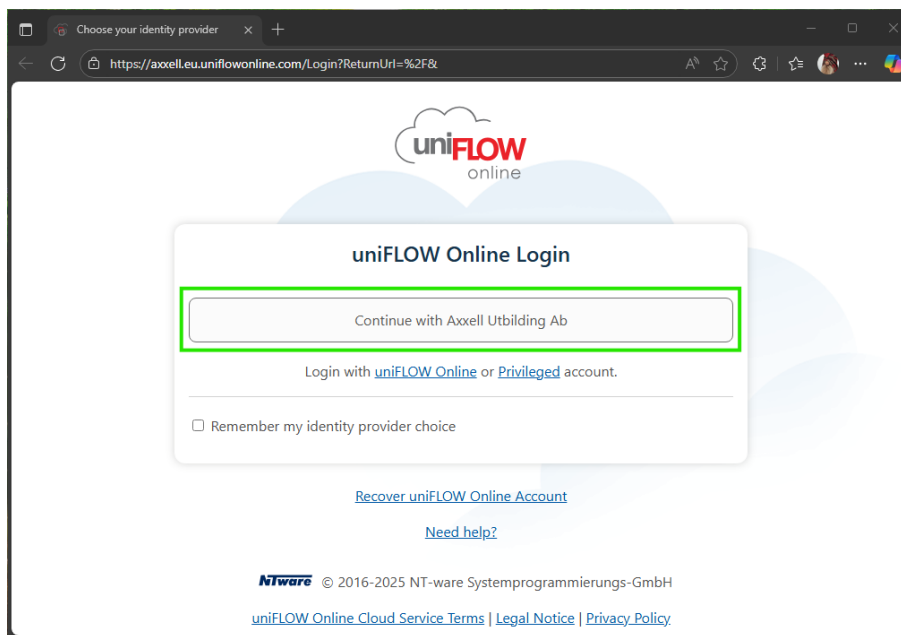 Choose your identity provider
https://axxell.eu.uniflowonline.com/Login?ReturnUrl=%2F&
uniFLOW
online
uniFLOW Online Login
Continue with Axxell Utbilding Ab
Login with uniFLOW Online or Privileged account.
Remember my identity provider choice
Recover uniFLOW Online Account
Need help?
NTware © 2016-2025 NT-ware Systemprogrammierungs-GmbH
uniFLOW Online Cloud Service Terms | Legal Notice | Privacy Policy